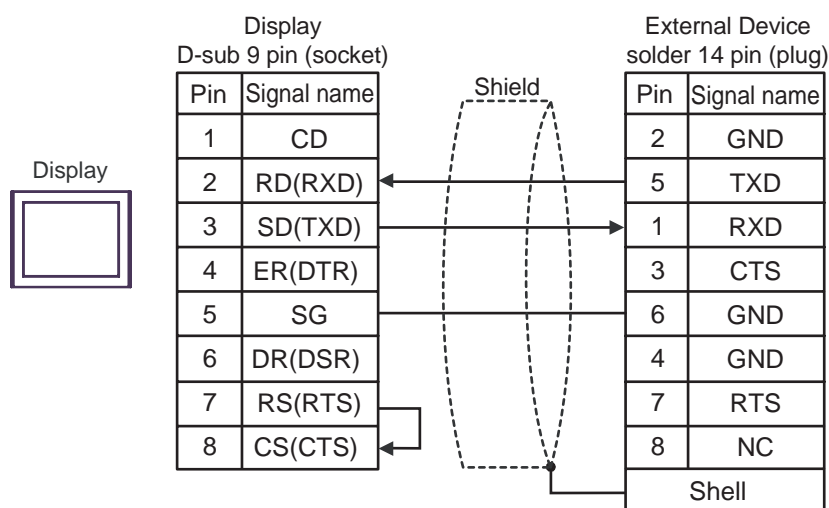 Display
D-sub 9 pin (socket)
External Device
solder 14 pin (plug)
Shield
Pin Signal name
Pin Signal name
1 CD
2 GND
2 RD(RXD)
5 TXD
3 SD(TXD)
1 RXD
4 ER(DTR)
3 CTS
5 SG
6 GND
6 DR(DSR)
4 GND
7 RS(RTS)
7 RTS
8 CS(CTS)
8 NC
Shell
Display